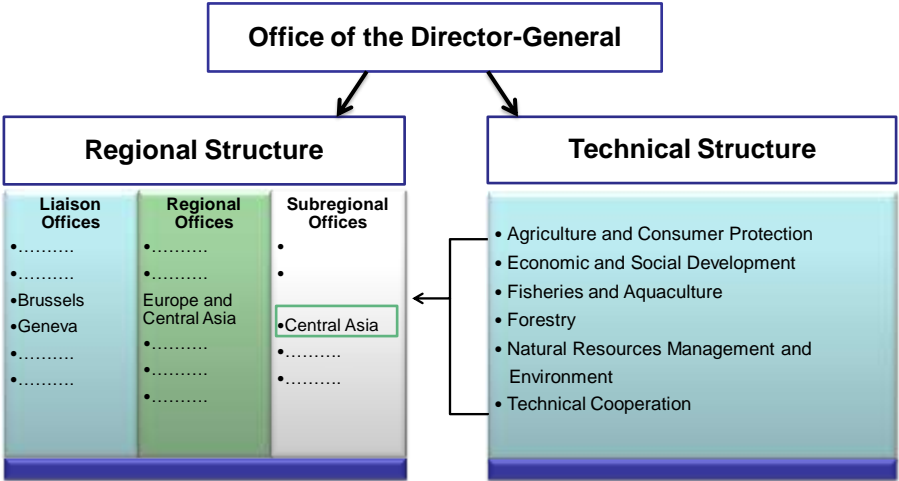 Office of the Director-General
Regional Structure
Technical Structure
Liaison
Offices
•……….
•……….
•Brussels
•Geneva
•……….
•……….
Regional
Offices
•……….
•……….
Europe and
Central Asia
•……….
•……….
•……….
Subregional
Offices
•
•
•Central Asia
•……….
•……….
• Agriculture and Consumer Protection
• Economic and Social Development
• Fisheries and Aquaculture
• Forestry
• Natural Resources Management and
Environment
• Technical Cooperation